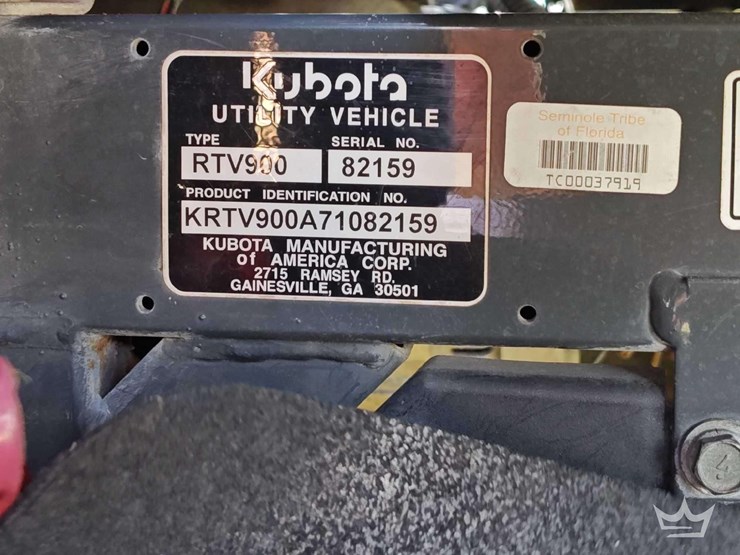 Kubota
UTILITY VEHICLE
TYPE SERIAL NO.
RTV900 82159
PRODUCT IDENTIFICATION NO.
KRTV900A71082159
KUBOTA MANUFACTURING
of AMERICA CORP.
2715 RAMSEY RD.
GAINESVILLE, GA 30501
Seminole Tribe
of Florida
TC00037919
4